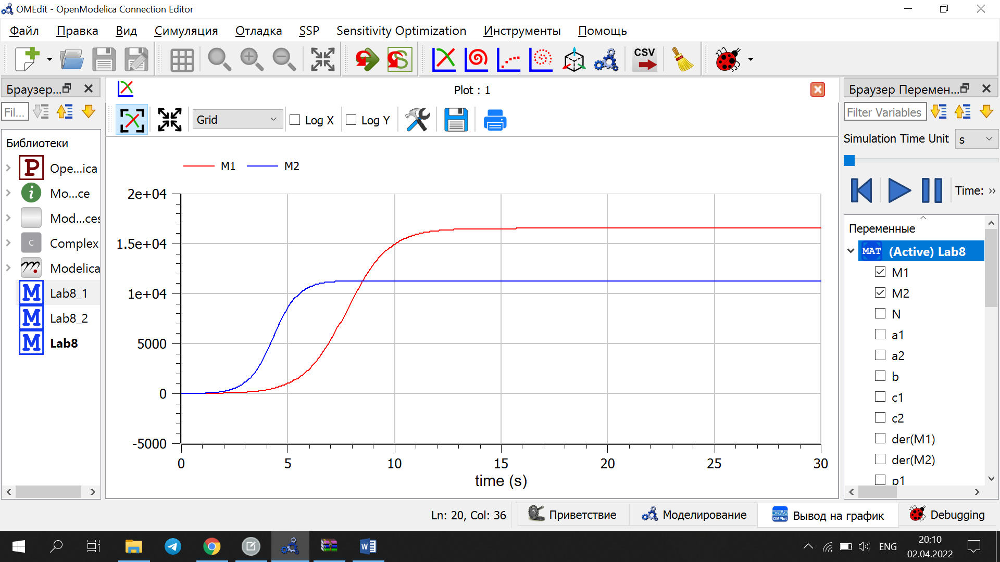 OMEdit - OpenModelica Connection Editor
Файл Правка Вид Симуляция Отладка SSP Sensitivity Optimization Инструменты Помощь
CSV
Браузер...
Fil...
Библиотеки
P Ope...ica
i Mo...ce
Mod...ces
C Complex
m Modelica
M Lab8_1
M Lab8_2
M Lab8
Plot : 1
Grid Log X Log Y
M1 M2
2e+04
1.5e+04
1e+04
5000
0
-5000
0 5 10 15 20 25 30
time (s)
Браузер Перемен...
Filter Variables
Simulation Time Unit s
Time: »
Переменные
MAT (Active) Lab8
M1
M2
N
a1
a2
b
c1
c2
der(M1)
der(M2)
p1
Ln: 20, Col: 36 Приветствие Моделирование OMPlot Вывод на график Debugging
W ENG 20:10
02.04.2022